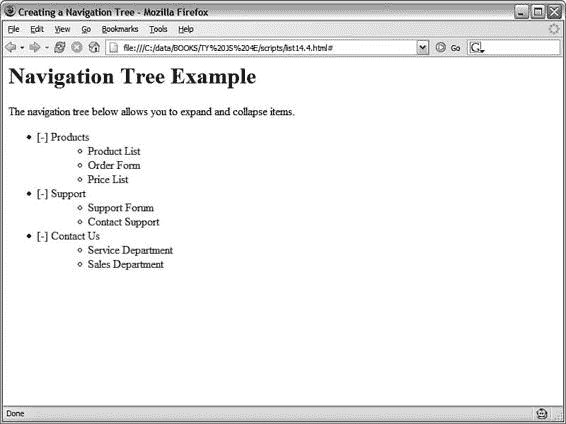 Creating a Navigation Tree - Mozilla Firefox
File Edit View Go Bookmarks Tools Help
file:///C:/data/BOOKS/TY%20JS%204E/scripts/list14.4.html# Go
Navigation Tree Example
The navigation tree below allows you to expand and collapse items.
[-] Products
Product List
Order Form
Price List
[-] Support
Support Forum
Contact Support
[-] Contact Us
Service Department
Sales Department
Done